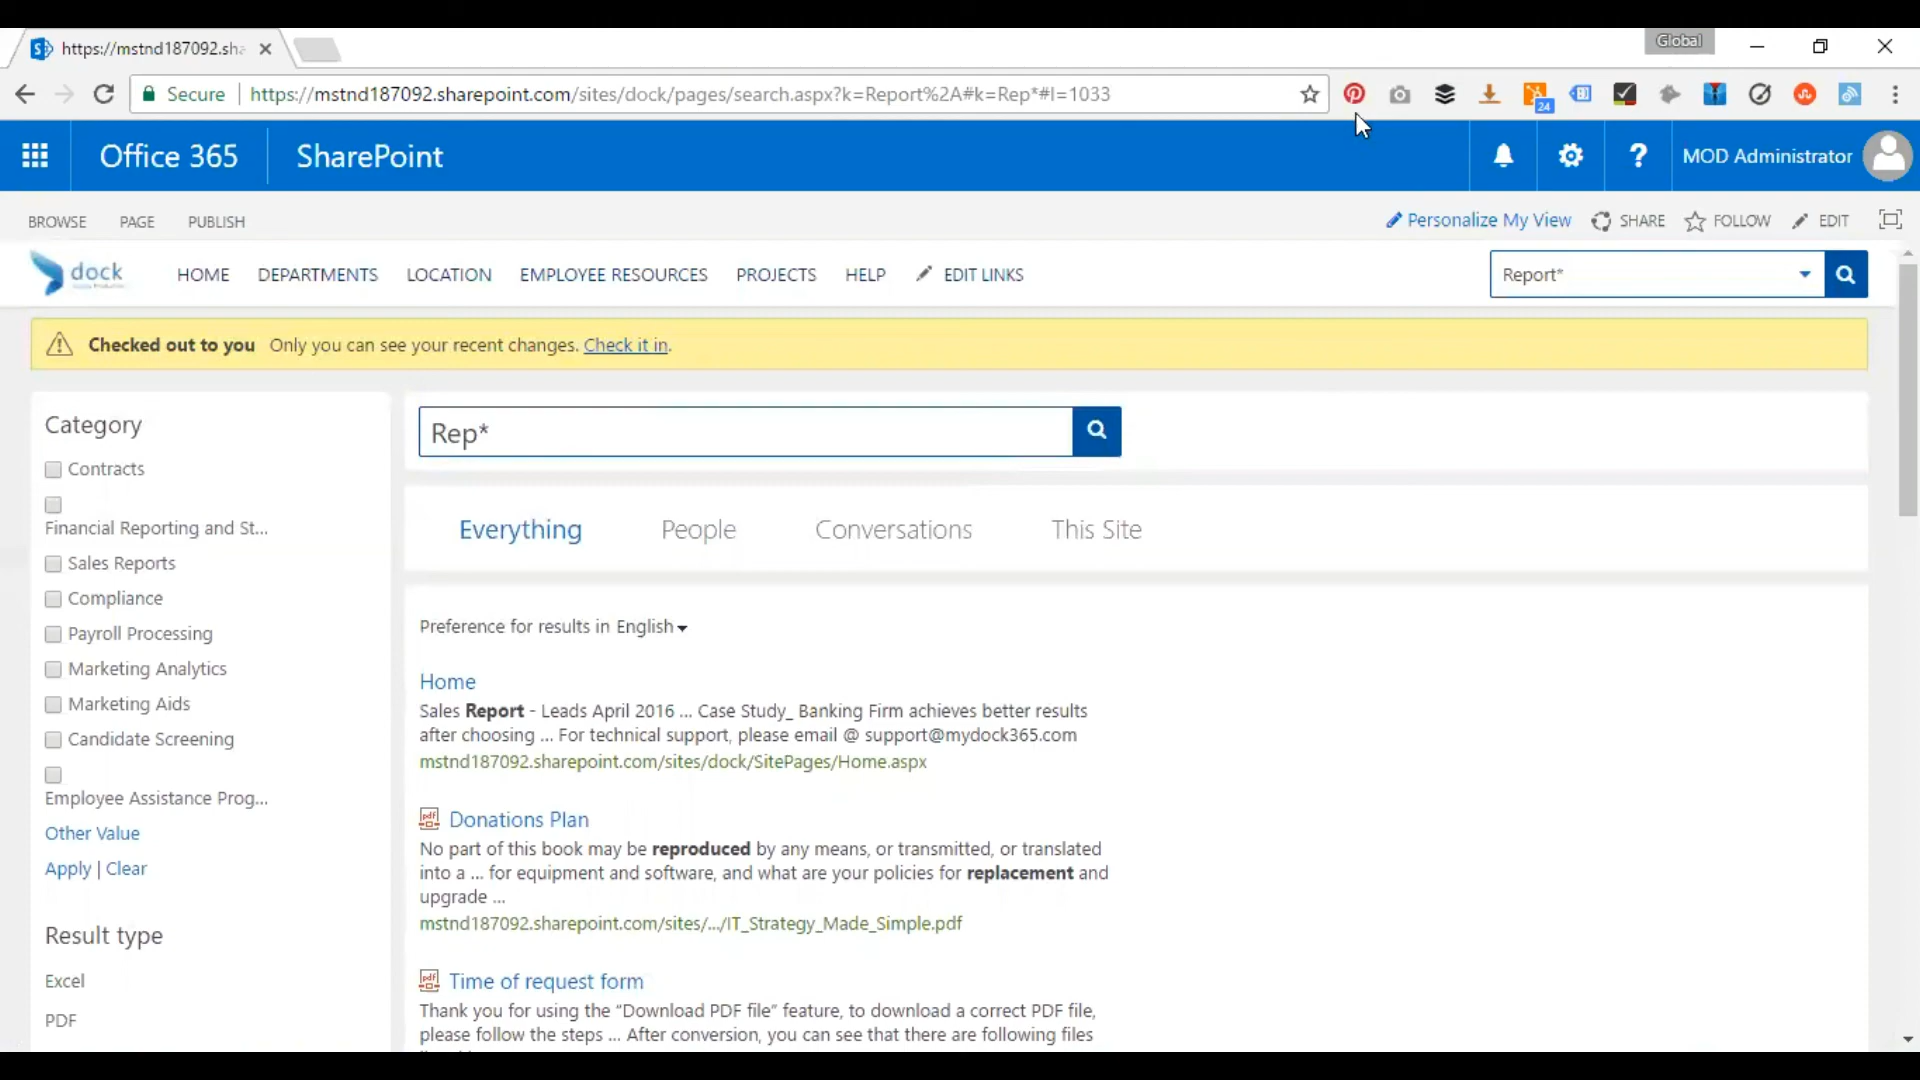 https://mstnd187092.sha
Global
Secure
https://mstnd187092.sharepoint.com/sites/dock/pages/search.aspx?k=Report%2A#k=Rep*#l=1033
24
Office 365
SharePoint
?
MOD Administrator
BROWSE
PAGE
PUBLISH
Personalize My View
SHARE
FOLLOW
EDIT
dock
HOME
DEPARTMENTS
LOCATION
EMPLOYEE RESOURCES
PROJECTS
HELP
EDIT LINKS
Report*
Checked out to you Only you can see your recent changes. Check it in.
Category
Contracts
Financial Reporting and St...
Sales Reports
Compliance
Payroll Processing
Marketing Analytics
Marketing Aids
Candidate Screening
Employee Assistance Prog...
Other Value
Apply | Clear
Result type
Excel
PDF
Rep*
Everything
People
Conversations
This Site
Preference for results in English
Home
Sales Report - Leads April 2016 ... Case Study_ Banking Firm achieves better results
after choosing ... For technical support, please email @ support@mydock365.com
mstnd187092.sharepoint.com/sites/dock/SitePages/Home.aspx
Donations Plan
No part of this book may be reproduced by any means, or transmitted, or translated
into a ... for equipment and software, and what are your policies for replacement and
upgrade ...
mstnd187092.sharepoint.com/sites/.../IT_Strategy_Made_Simple.pdf
Time of request form
Thank you for using the “Download PDF file” feature, to download a correct PDF file,
please follow the steps ... After conversion, you can see that there are following files